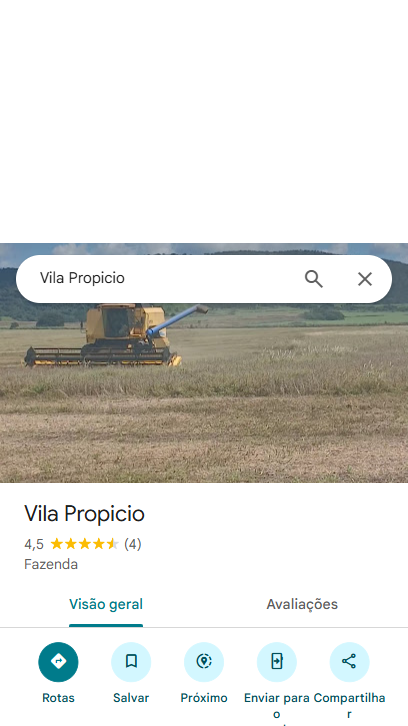 Vila Propicio
Vila Propicio
4,5 (4)
Fazenda
Visão geral Avaliações
Rotas Salvar Próximo Enviar para o Compartilhar